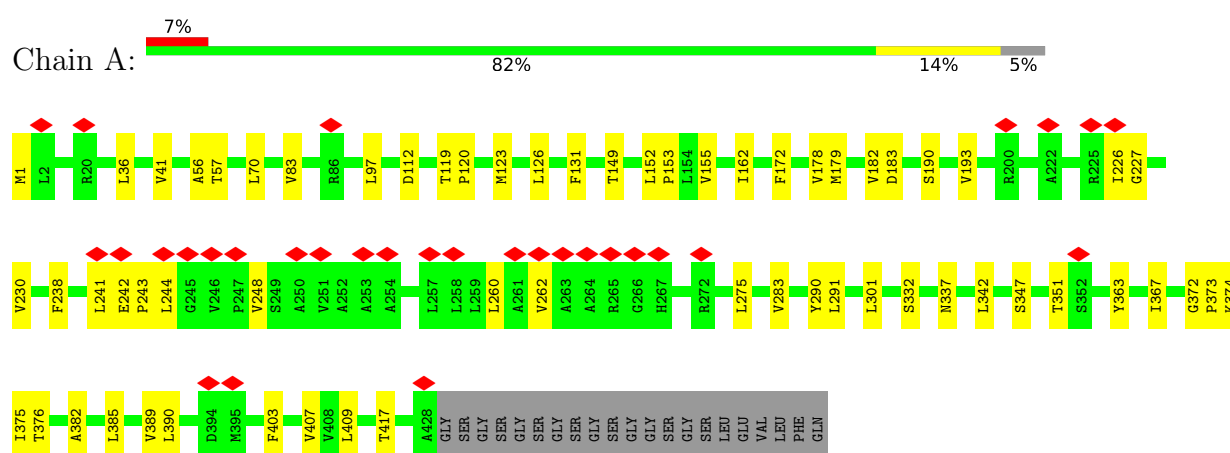 7%
Chain A:
82% 14% 5%
M1 L2 R20 L36 V41 A56 T57 L70 V83 R86 L97 D112 T119 P120 M123 L126 F131 T149 L152 P153 L154 V155 I162 F172 V178 M179 V182 D183 S190 V193 R200 A222 R225 I226 G227
V230 F238 L241 E242 P243 L244 G245 V246 P247 V248 S249 A250 V251 A252 A253 A254 L257 L258 L259 L260 A261 V262 A263 A264 R265 G266 H267 R272 L275 V283 Y290 L291 L301 S332 N337 L342 S347 T351 S352 Y363 I367 G372 P373
I375 T376 A382 L385 V389 L390 D394 M395 F403 V407 V408 L409 T417 A428 GLY SER GLY SER GLY SER GLY SER GLY SER GLY GLY SER GLY SER LEU GLU VAL LEU PHE GLN